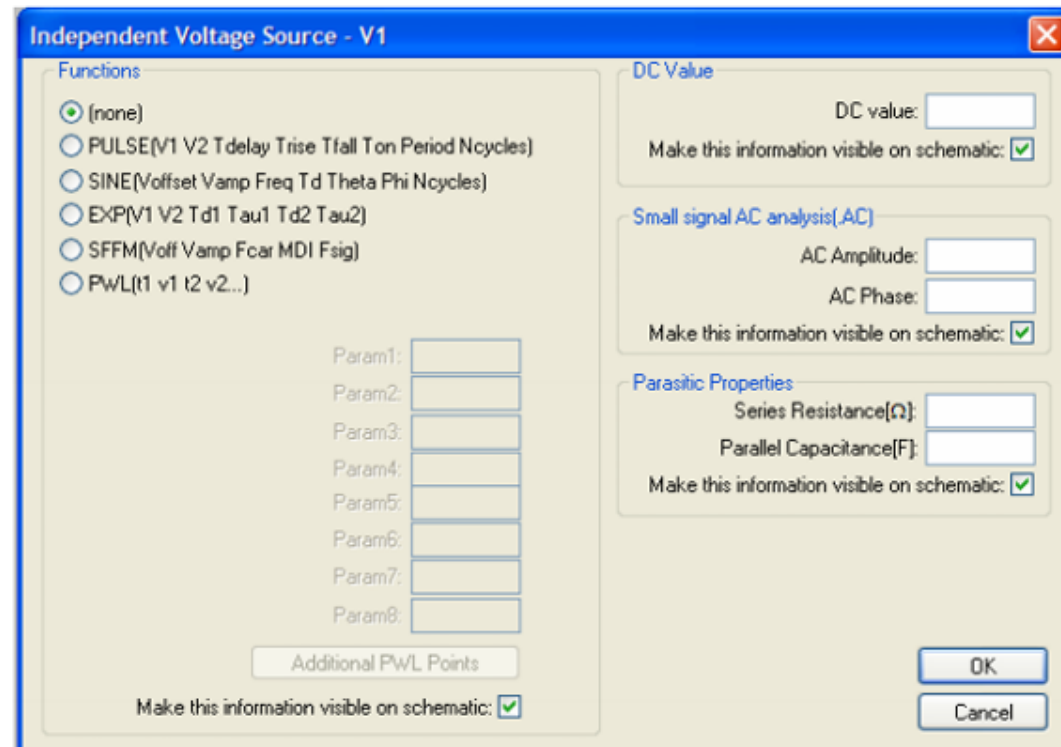 Independent Voltage Source - V1
Functions
(none)
PULSE(V1 V2 Tdelay Trise Tfall Ton Period Ncycles)
SINE(Voffset Vamp Freq Td Theta Phi Ncycles)
EXP(V1 V2 Td1 Tau1 Td2 Tau2)
SFFM(Voff Vamp Fcar MDI Fsig)
PWL(t1 v1 t2 v2...)
Param1:
Param2:
Param3:
Param4:
Param5:
Param6:
Param7:
Param8:
Additional PWL Points
Make this information visible on schematic:
DC Value
DC value:
Make this information visible on schematic:
Small signal AC analysis(.AC)
AC Amplitude:
AC Phase:
Make this information visible on schematic:
Parasitic Properties
Series Resistance[Ω]:
Parallel Capacitance[F]:
Make this information visible on schematic:
OK
Cancel